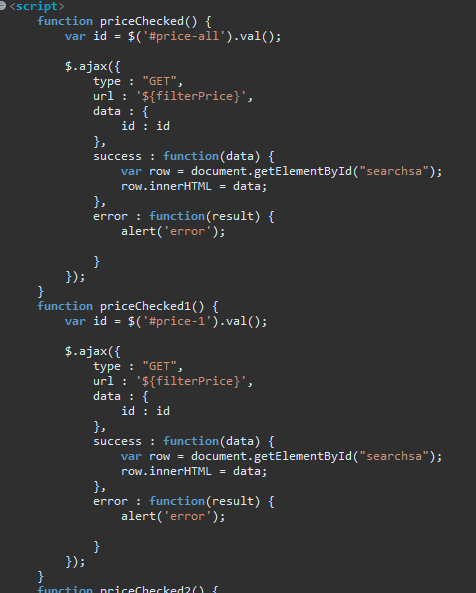 <script>
function priceChecked() {
var id = $('#price-all').val();
$.ajax({
type : "GET",
url : '${filterPrice}',
data : {
id : id
},
success : function(data) {
var row = document.getElementById("searchsa");
row.innerHTML = data;
},
error : function(result) {
alert('error');
}
});
}
function priceChecked1() {
var id = $('#price-1').val();
$.ajax({
type : "GET",
url : '${filterPrice}',
data : {
id : id
},
success : function(data) {
var row = document.getElementById("searchsa");
row.innerHTML = data;
},
error : function(result) {
alert('error');
}
});
}
function priceChecked2() {